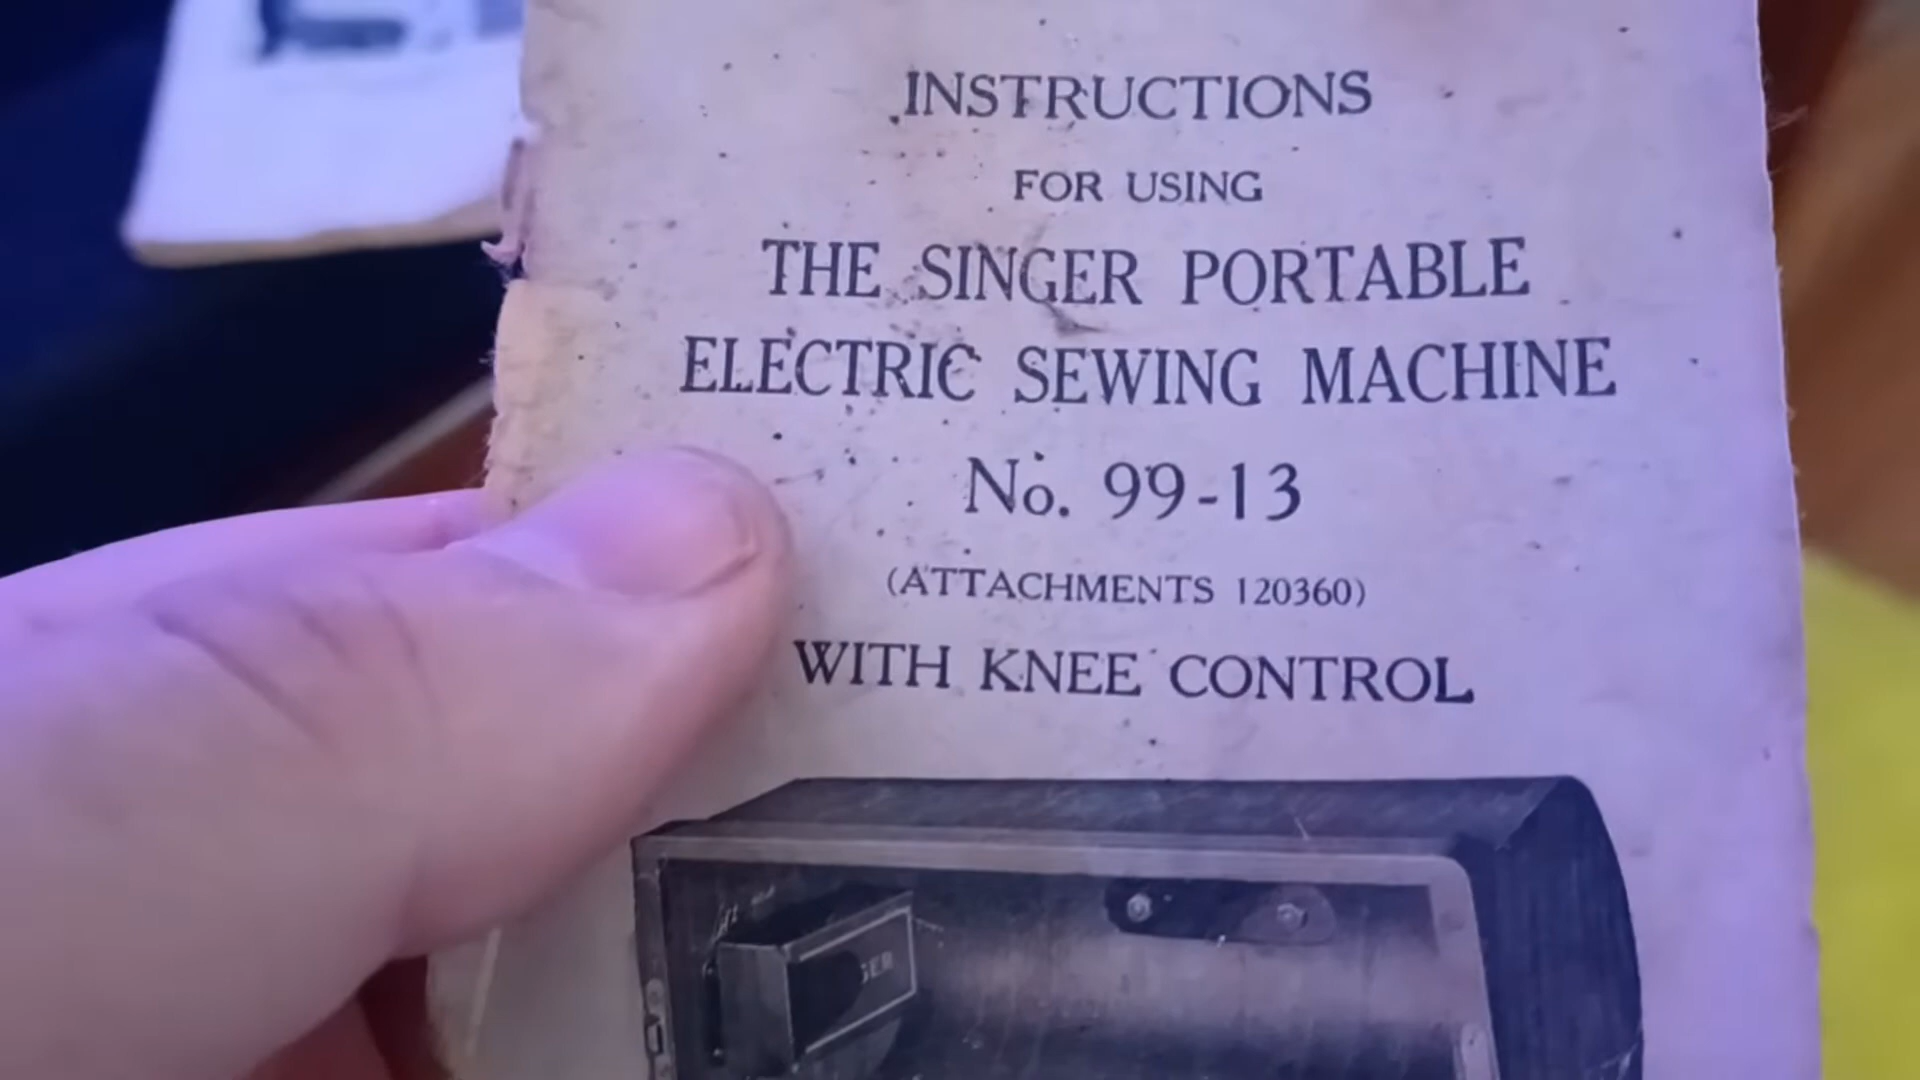 INSTRUCTIONS
FOR USING
THE SINGER PORTABLE
ELECTRIC SEWING MACHINE
No. 99-13
(ATTACHMENTS 120360)
WITH KNEE CONTROL